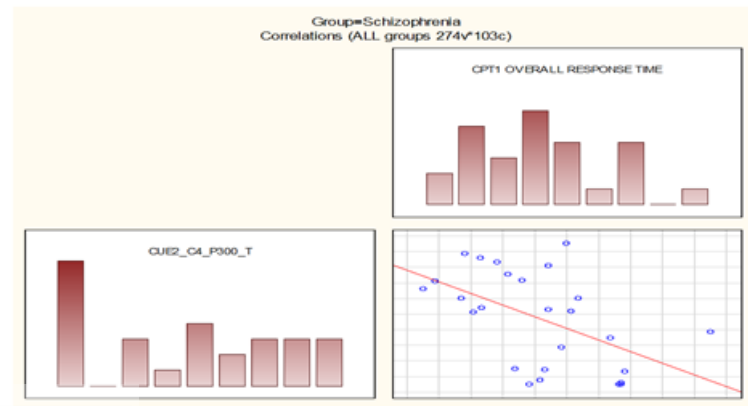 Group=Schizophrenia
Correlations (ALL groups 274v*103c)
CPT1 OVERALL RESPONSE TIME
CUE2_C4_P300_T